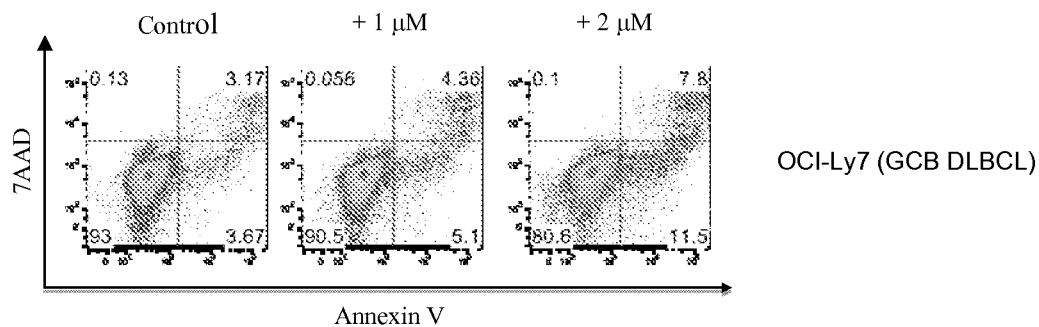 Control
+ 1 μM
+ 2 μM
0.13 3.17
0.056 4.36
0.1 7.8
7AAD
OCI-Ly7 (GCB DLBCL)
93 3.67
90.5 5.1
80.6 11.5
Annexin V